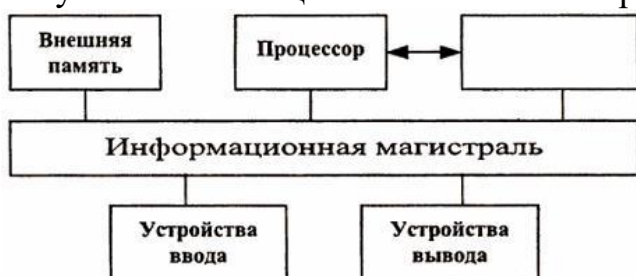 Внешняя
память
Процессор
Информационная магистраль
Устройства
ввода
Устройства
вывода